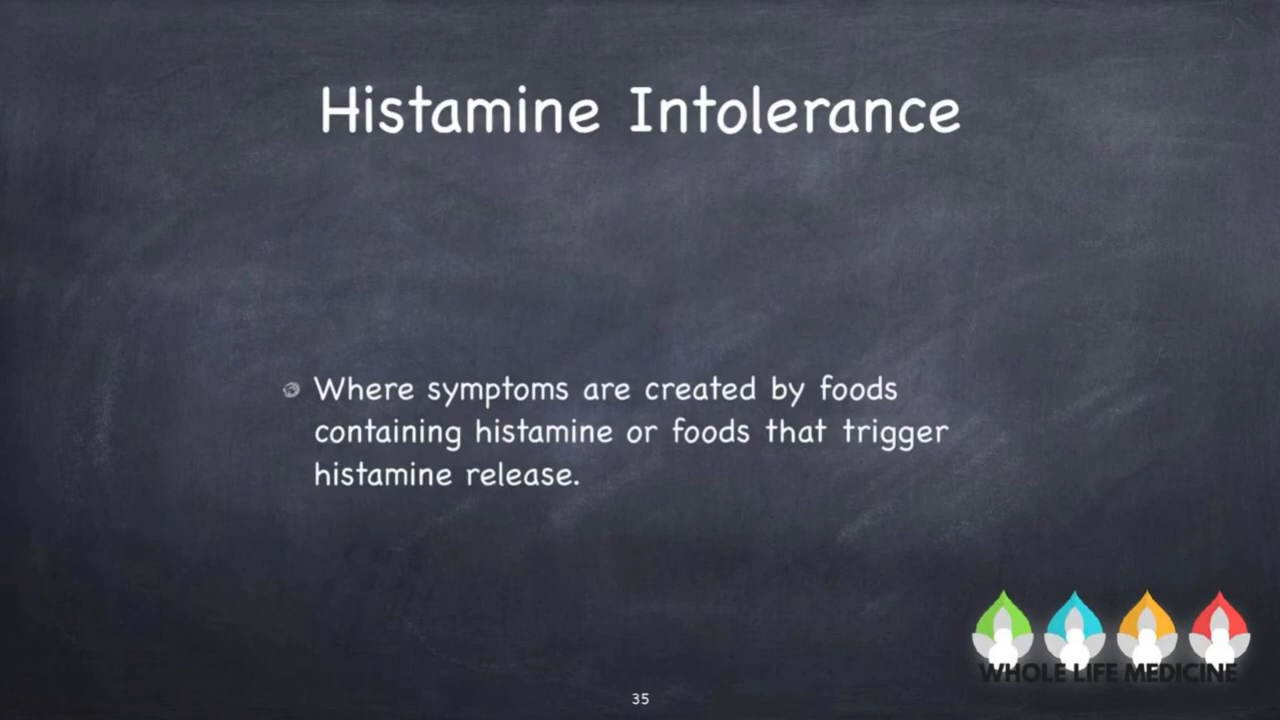 Histamine Intolerance
Where symptoms are created by foods
containing histamine or foods that trigger
histamine release.
WHOLE LIFE MEDICINE
35